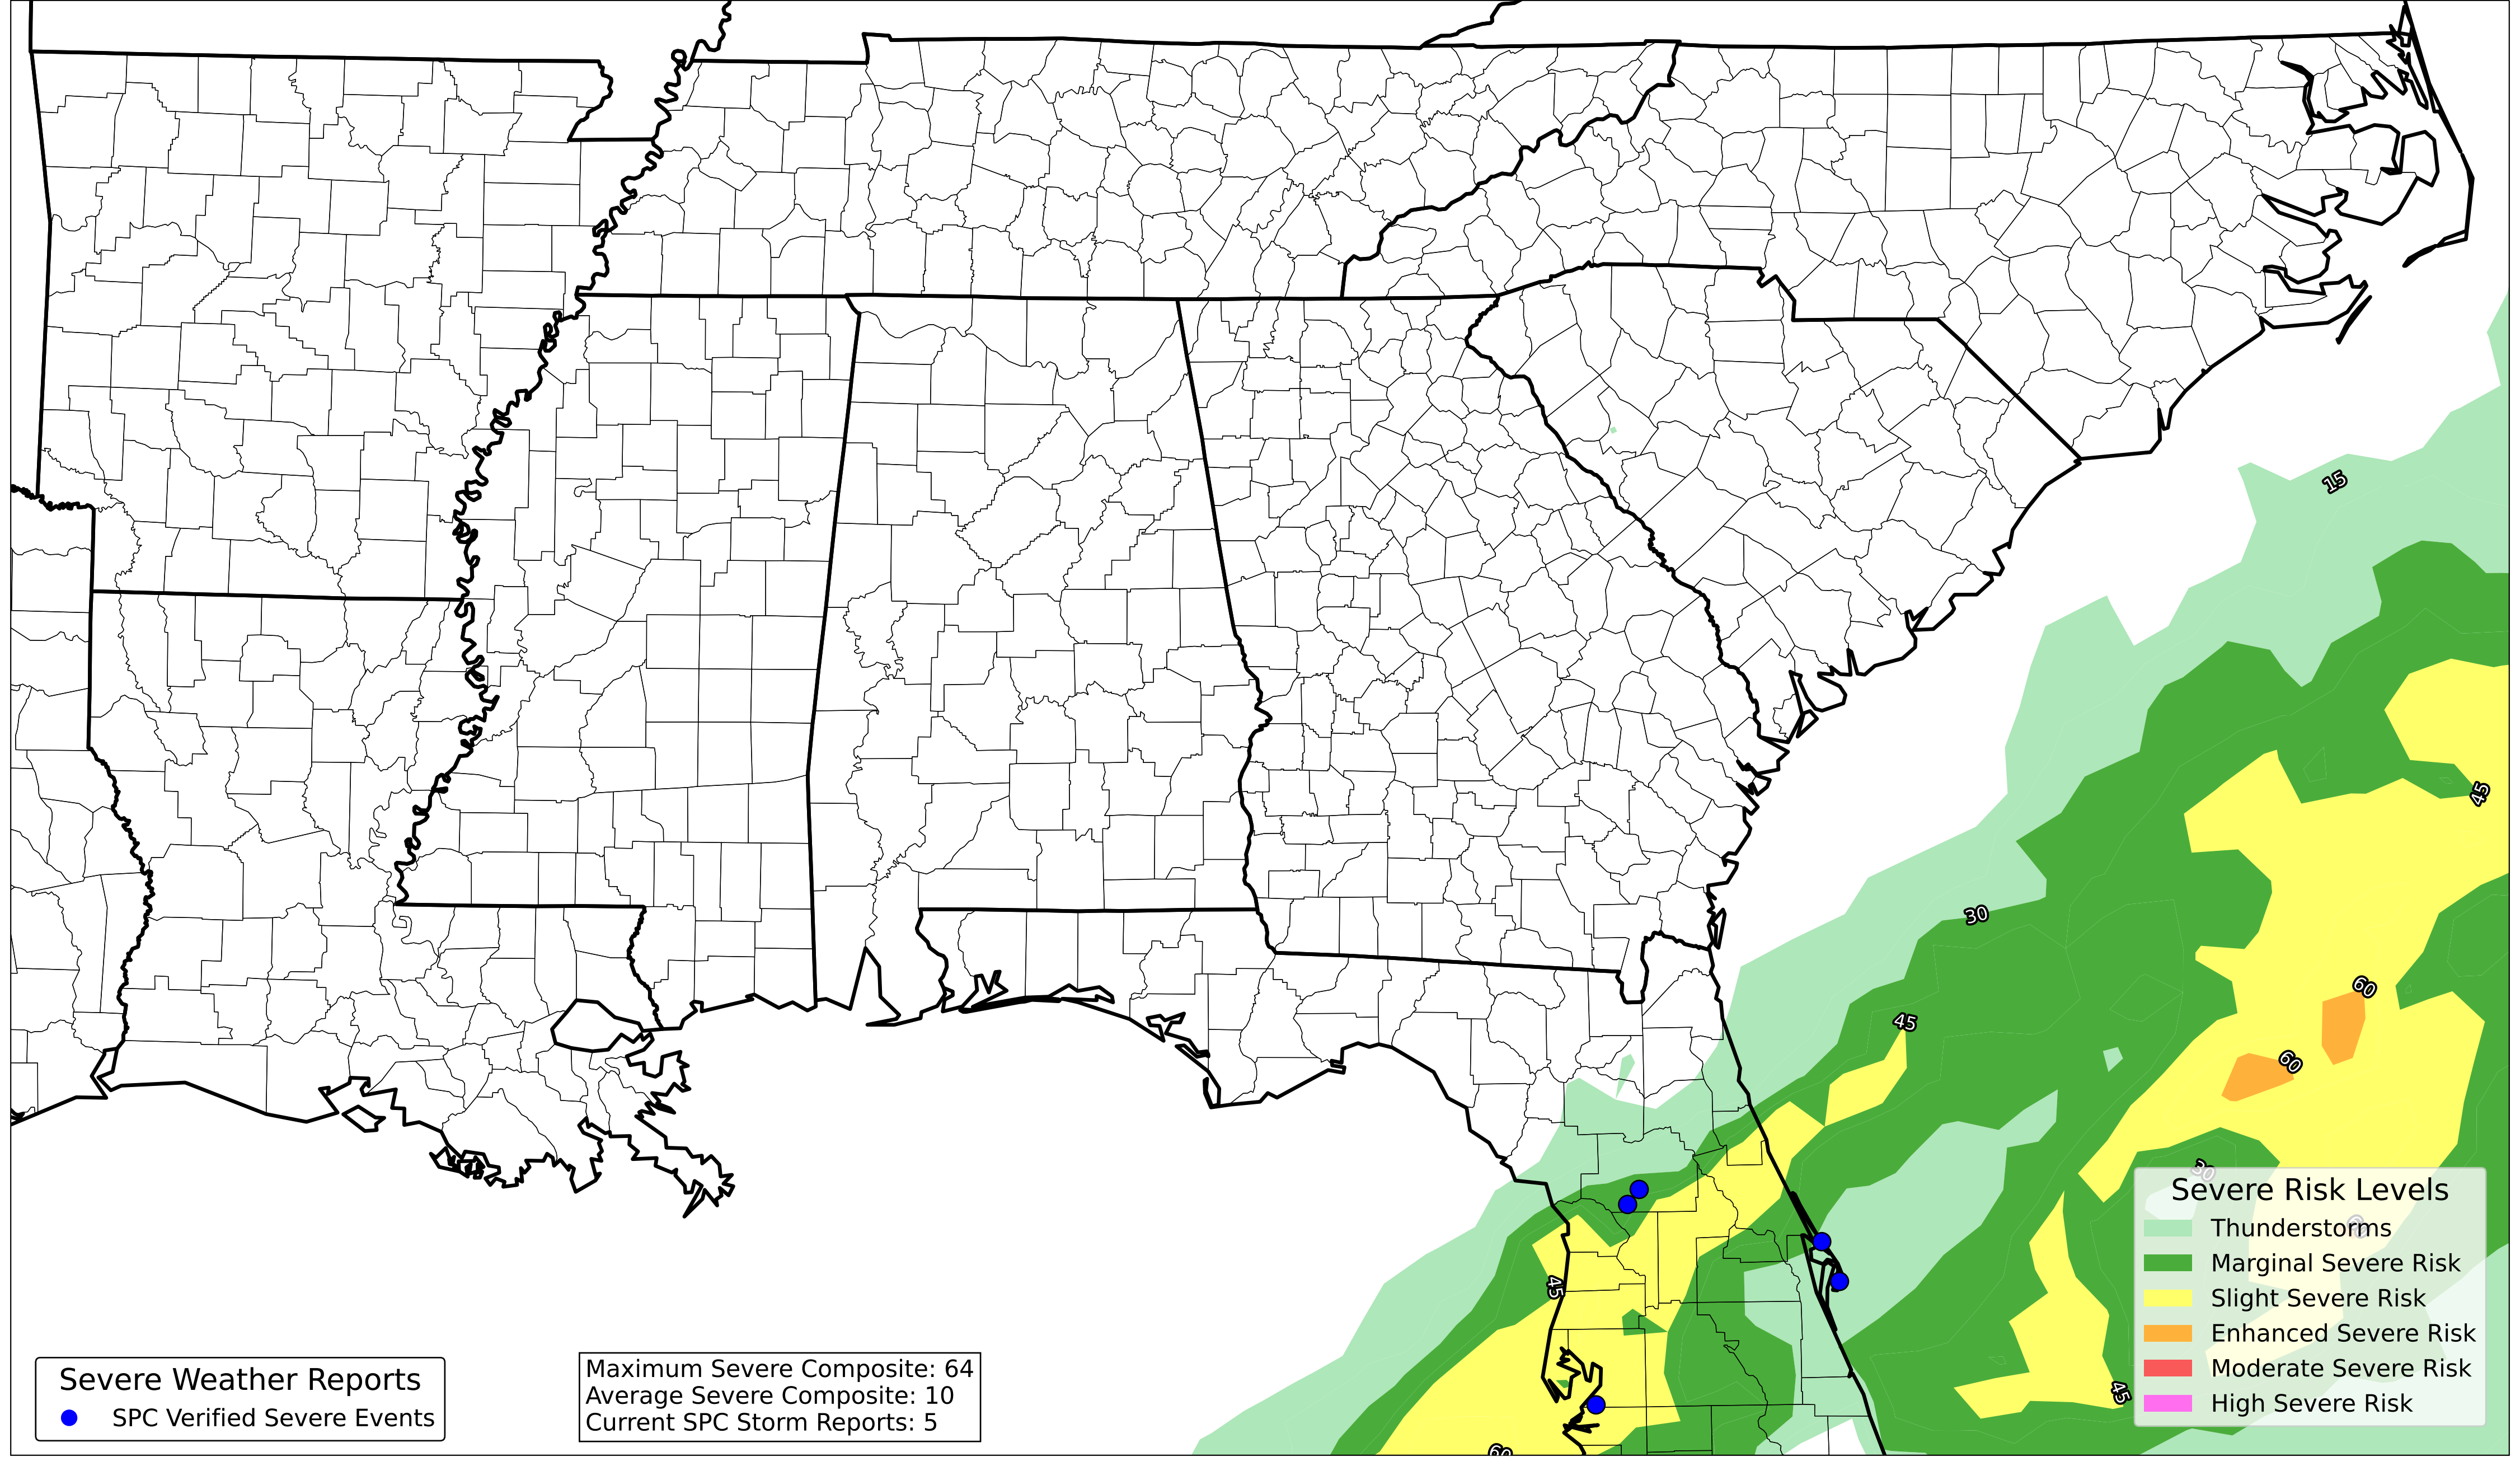 15
45
30
60
45
60
30
45
45
60
Severe Risk Levels
Thunderstorms
Marginal Severe Risk
Slight Severe Risk
Enhanced Severe Risk
Moderate Severe Risk
High Severe Risk
Severe Weather Reports
SPC Verified Severe Events
Maximum Severe Composite: 64
Average Severe Composite: 10
Current SPC Storm Reports: 5